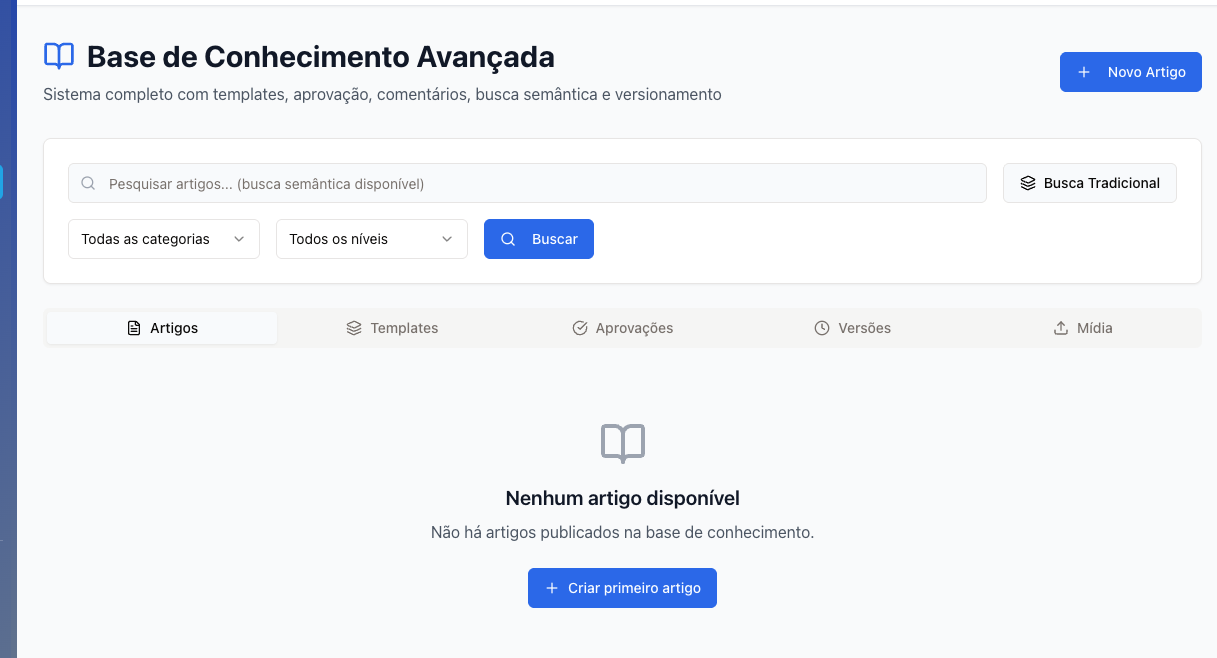 Base de Conhecimento Avançada
Sistema completo com templates, aprovação, comentários, busca semântica e versionamento
Novo Artigo
Pesquisar artigos... (busca semântica disponível)
Busca Tradicional
Todas as categorias
Todos os níveis
Buscar
Artigos
Templates
Aprovações
Versões
Mídia
Nenhum artigo disponível
Não há artigos publicados na base de conhecimento.
Criar primeiro artigo